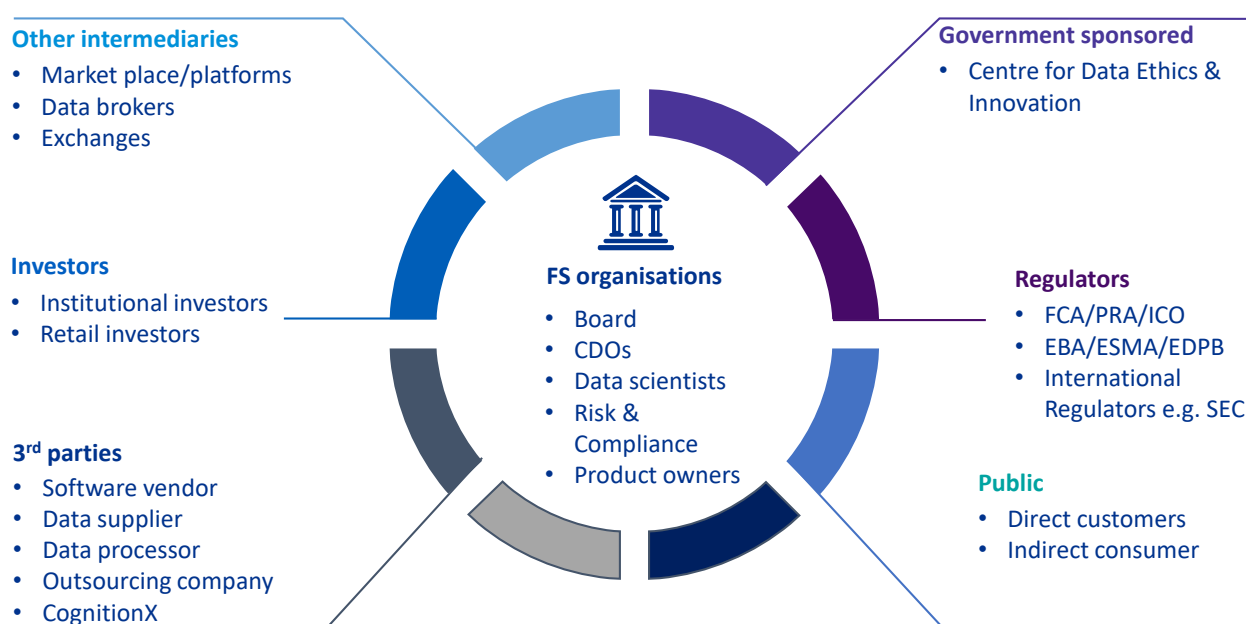 Other intermediaries
• Market place/platforms
• Data brokers
• Exchanges
Investors
• Institutional investors
• Retail investors
3rd parties
• Software vendor
• Data supplier
• Data processor
• Outsourcing company
• CognitionX
FS organisations
• Board
• CDOs
• Data scientists
• Risk &
Compliance
• Product owners
Government sponsored
• Centre for Data Ethics &
Innovation
Regulators
• FCA/PRA/ICO
• EBA/ESMA/EDPB
• International
Regulators e.g. SEC
Public
• Direct customers
• Indirect consumer